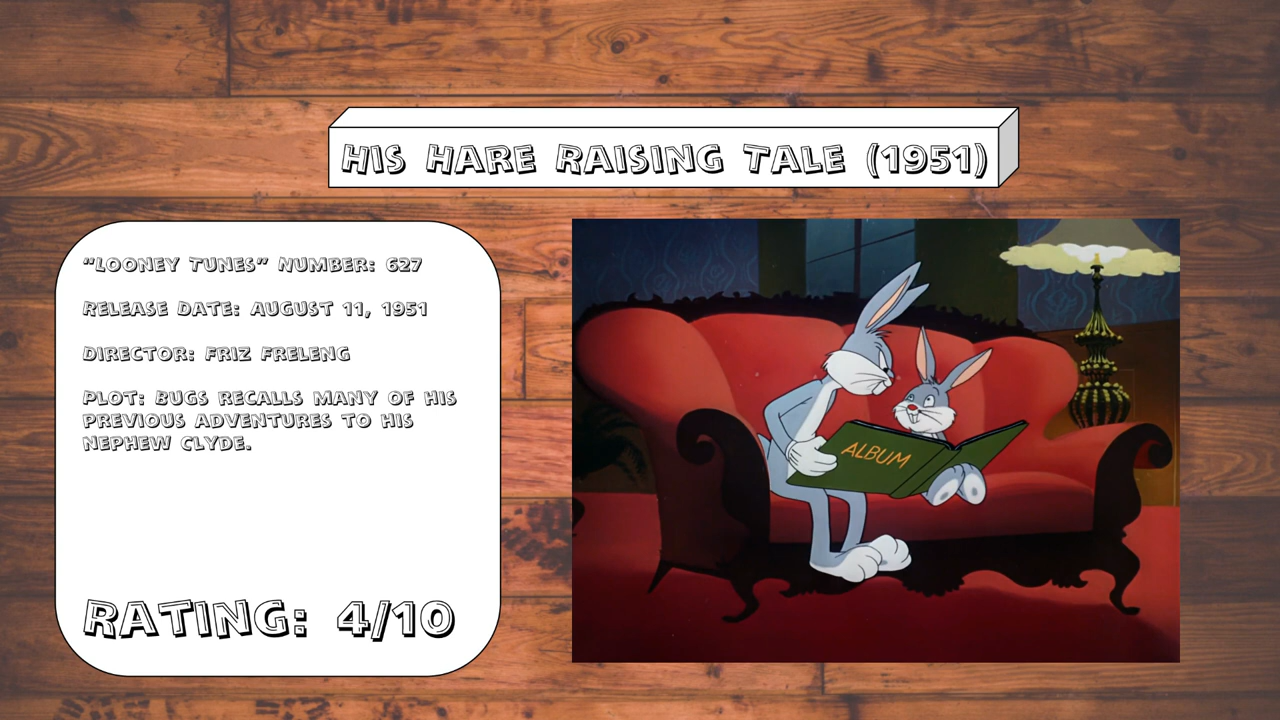 HIS HARE RAISING TALE (1951)
"LOONEY TUNES" NUMBER: 627
RELEASE DATE: AUGUST 11, 1951
DIRECTOR: FRIZ FRELENG
PLOT: BUGS RECALLS MANY OF HIS
PREVIOUS ADVENTURES TO HIS
NEPHEW CLYDE.
RATING: 4/10
ALBUM